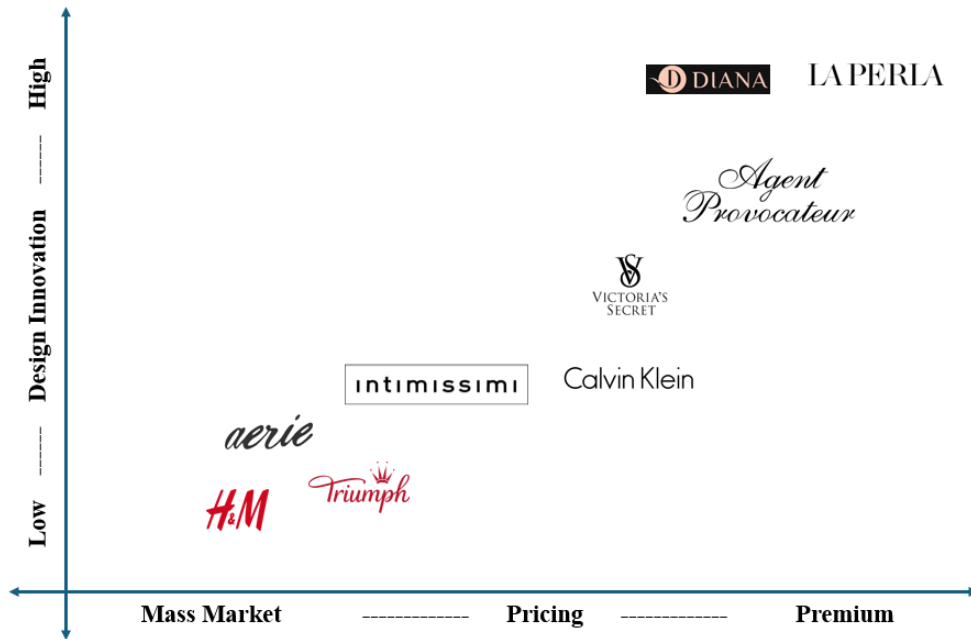 High
------
Design Innovation
------
Low
D DIANA
LA PERLA
Agent
Provocateur
VS
VICTORIA'S
SECRET
intimissimi
Calvin Klein
aerie
Triumph
H&M
Mass Market ------------- Pricing ------------- Premium